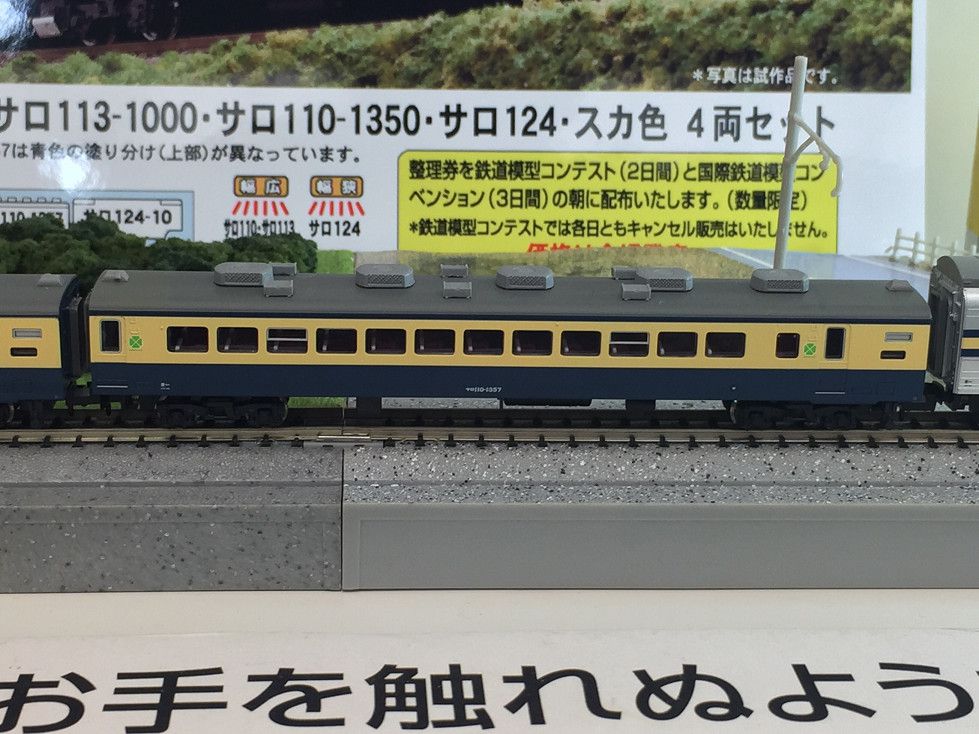 *写真は試作品です。
サロ113-1000・サロ110-1350・サロ124・スカ色 4両セット
7は青色の塗り分け(上部)が異なっています。
整理券を鉄道模型コンテスト(2日間)と国際鉄道模型コン
ベンション(3日間)の朝に配布いたします。(数量限定)
*鉄道模型コンテストでは各日ともキャンセル販売はいたしません。
幅広 幅狭
サロ110・サロ113 サロ124
サロ124-10
サロ110-1357
お手を触れぬよう